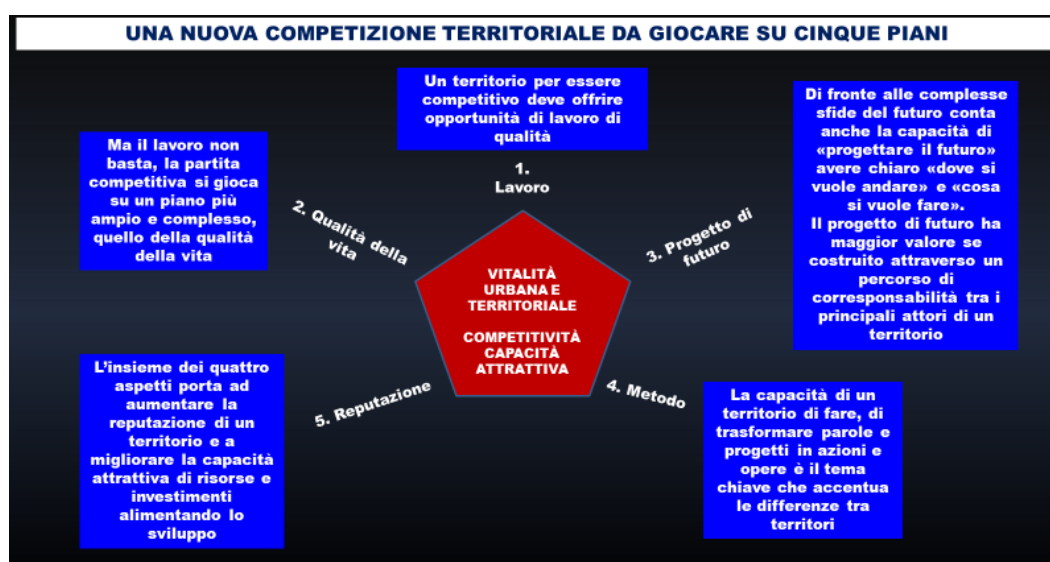 UNA NUOVA COMPETIZIONE TERRITORIALE DA GIOCARE SU CINQUE PIANI
Un territorio per essere
competitivo deve offrire
opportunità di lavoro di
qualità
1.
Lavoro
Ma il lavoro non
basta, la partita
competitiva si gioca
su un piano più
ampio e complesso,
quello della qualità
della vita
2. Qualità della
vita
Di fronte alle complesse
sfide del futuro conta
anche la capacità di
«progettare il futuro»
avere chiaro «dove si
vuole andare» e «cosa
si vuole fare».
Il progetto di futuro ha
maggior valore se
costruito attraverso un
percorso di
corresponsabilità tra i
principali attori di un
territorio
3. Progetto di
futuro
VITALITÀ
URBANA E
TERRITORIALE
COMPETITIVITÀ
CAPACITÀ
ATTRATTIVA
4. Metodo
La capacità di un
territorio di fare, di
trasformare parole e
progetti in azioni e
opere è il tema
chiave che accentua
le differenze tra
territori
5. Reputazione
L'insieme dei quattro
aspetti porta ad
aumentare la
reputazione di un
territorio e a
migliorare la capacità
attrattiva di risorse e
investimenti
alimentando lo
sviluppo